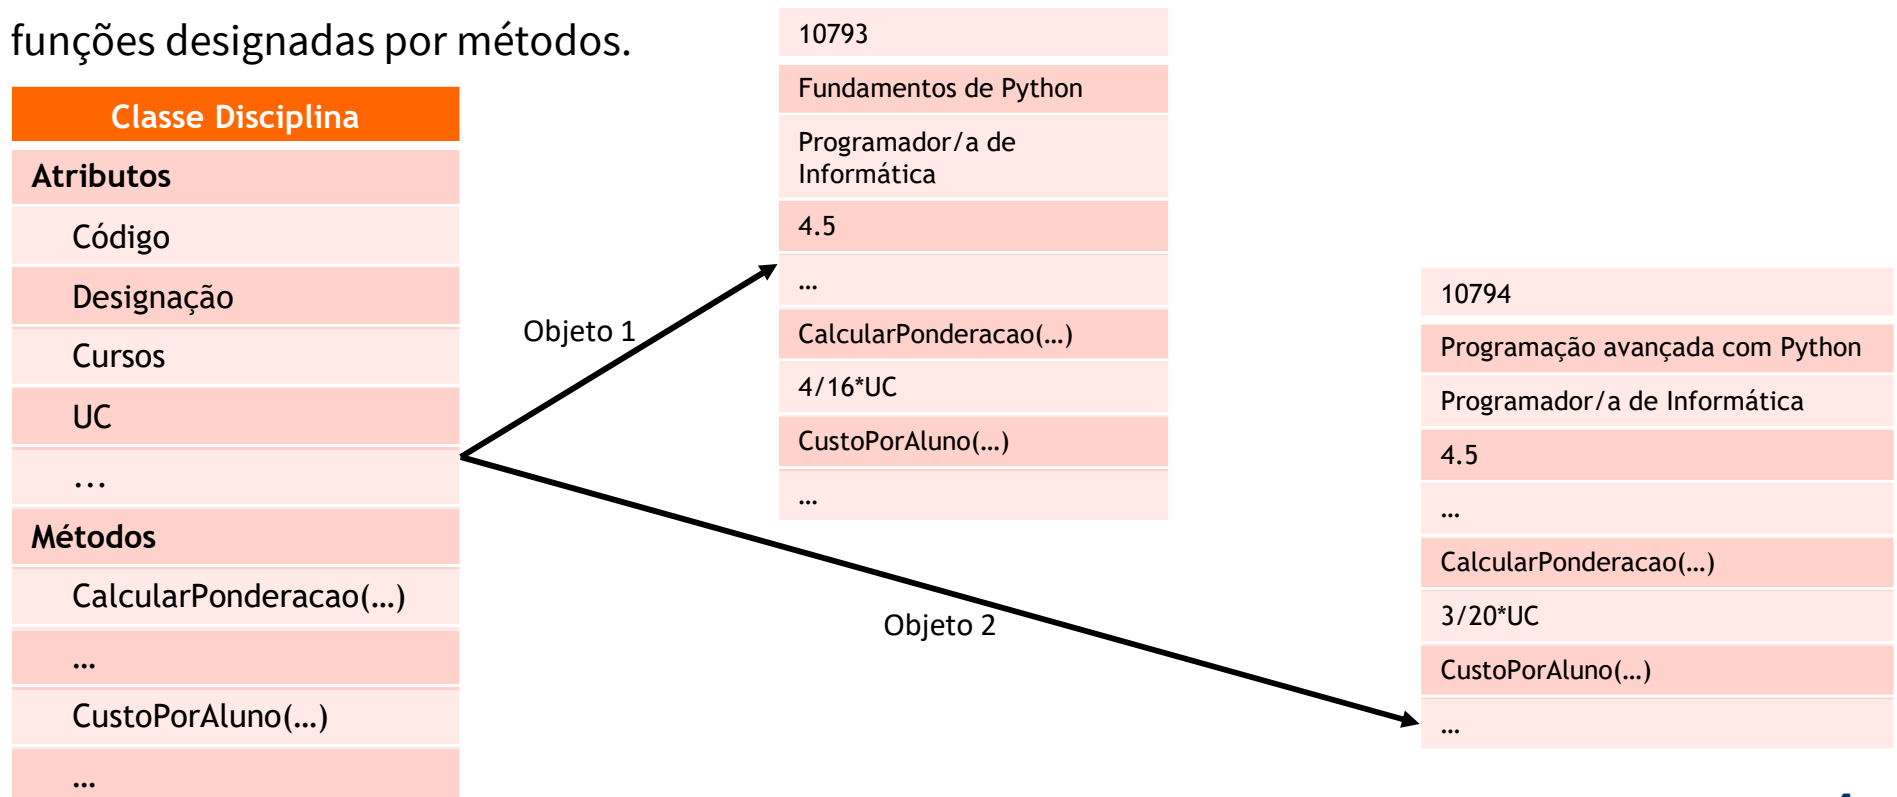 funções designadas por métodos.
Classe Disciplina
Atributos
Código
Designação
Cursos
UC
...
Métodos
CalcularPonderacao(…)
…
CustoPorAluno(…)
…
Objeto 1
10793
Fundamentos de Python
Programador/a de
Informática
4.5
…
CalcularPonderacao(…)
4/16*UC
CustoPorAluno(…)
…
Objeto 2
10794
Programação avançada com Python
Programador/a de Informática
4.5
…
CalcularPonderacao(…)
3/20*UC
CustoPorAluno(…)
…